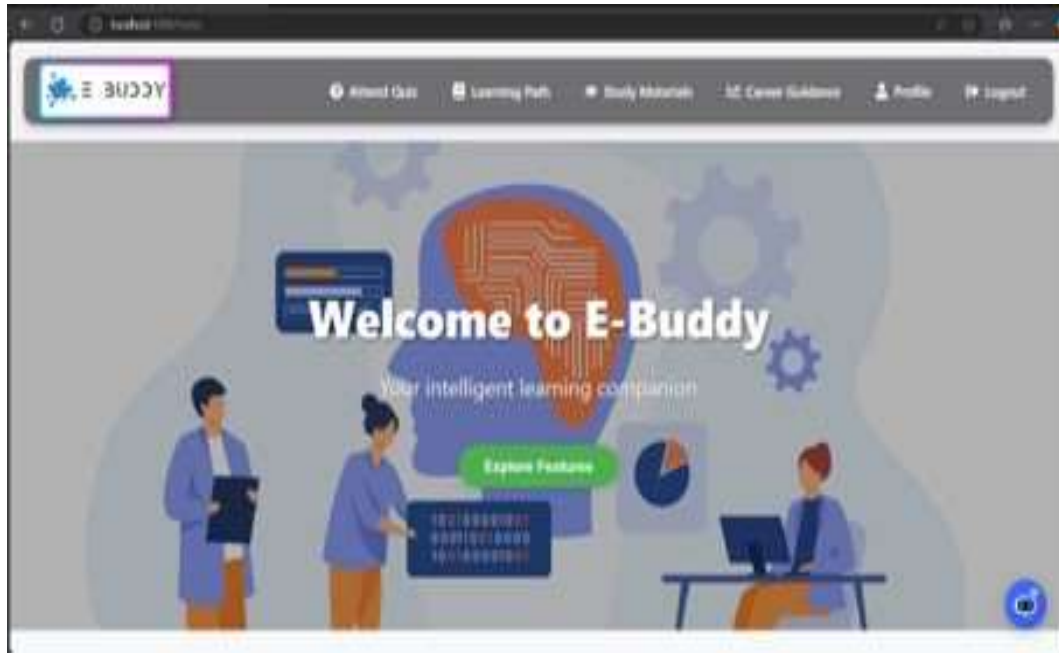 localhost
E BUDDY
Attend Quiz
Learning Path
Study Materials
Career Guidance
Profile
Logout
Welcome to E-Buddy
Your intelligent learning companion
Explore Features